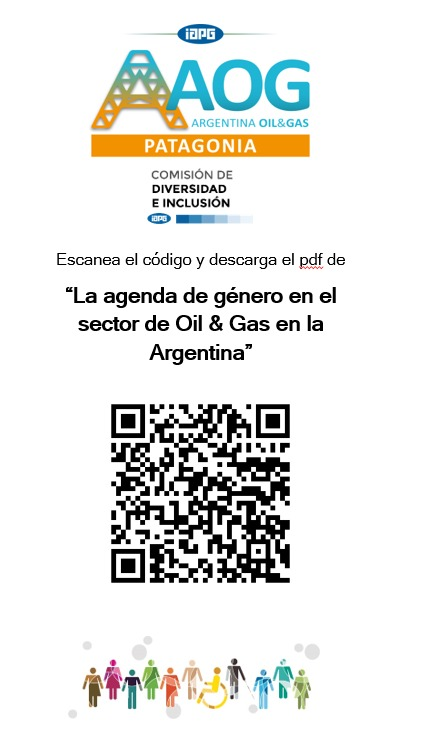 iAPG
AOG
ARGENTINA OIL&GAS
PATAGONIA
COMISIÓN DE
DIVERSIDAD
E INCLUSIÓN
iAPG
Escanea el código y descarga el pdf de
“La agenda de género en el
sector de Oil & Gas en la
Argentina”